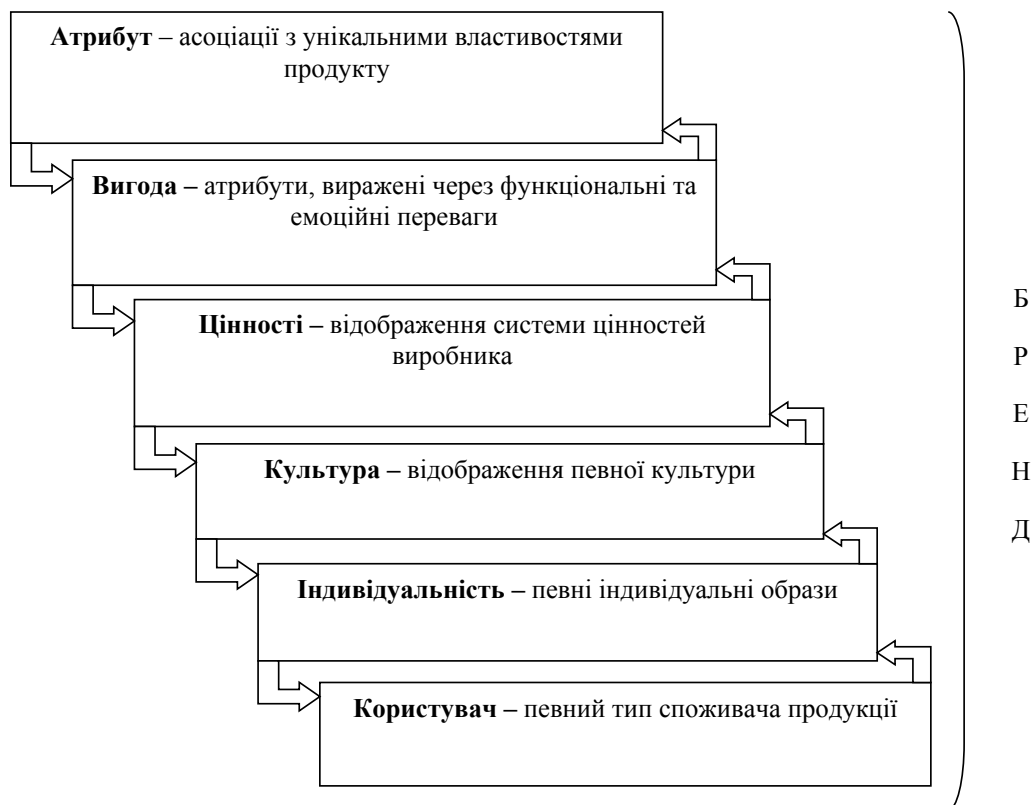 Атрибут – асоціації з унікальними властивостями
продукту
Вигода – атрибути, виражені через функціональні та
емоційні переваги
Цінності – відображення системи цінностей
виробника
Культура – відображення певної культури
Індивідуальність – певні індивідуальні образи
Користувач – певний тип споживача продукції
Б
Р
Е
Н
Д